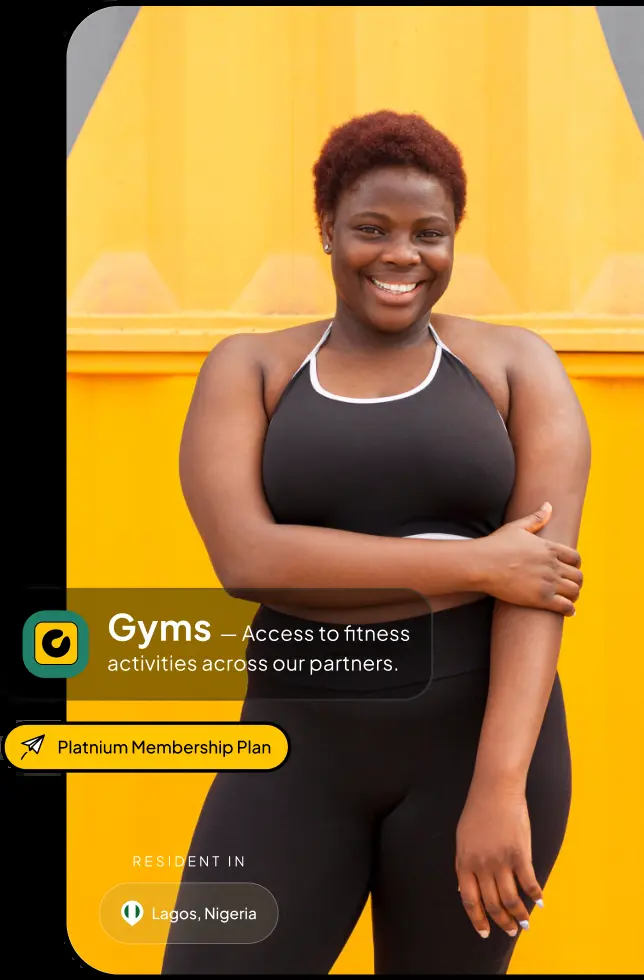 Gyms — Access to fitness
activities across our partners.
Platnium Membership Plan
RESIDENT IN
Lagos, Nigeria